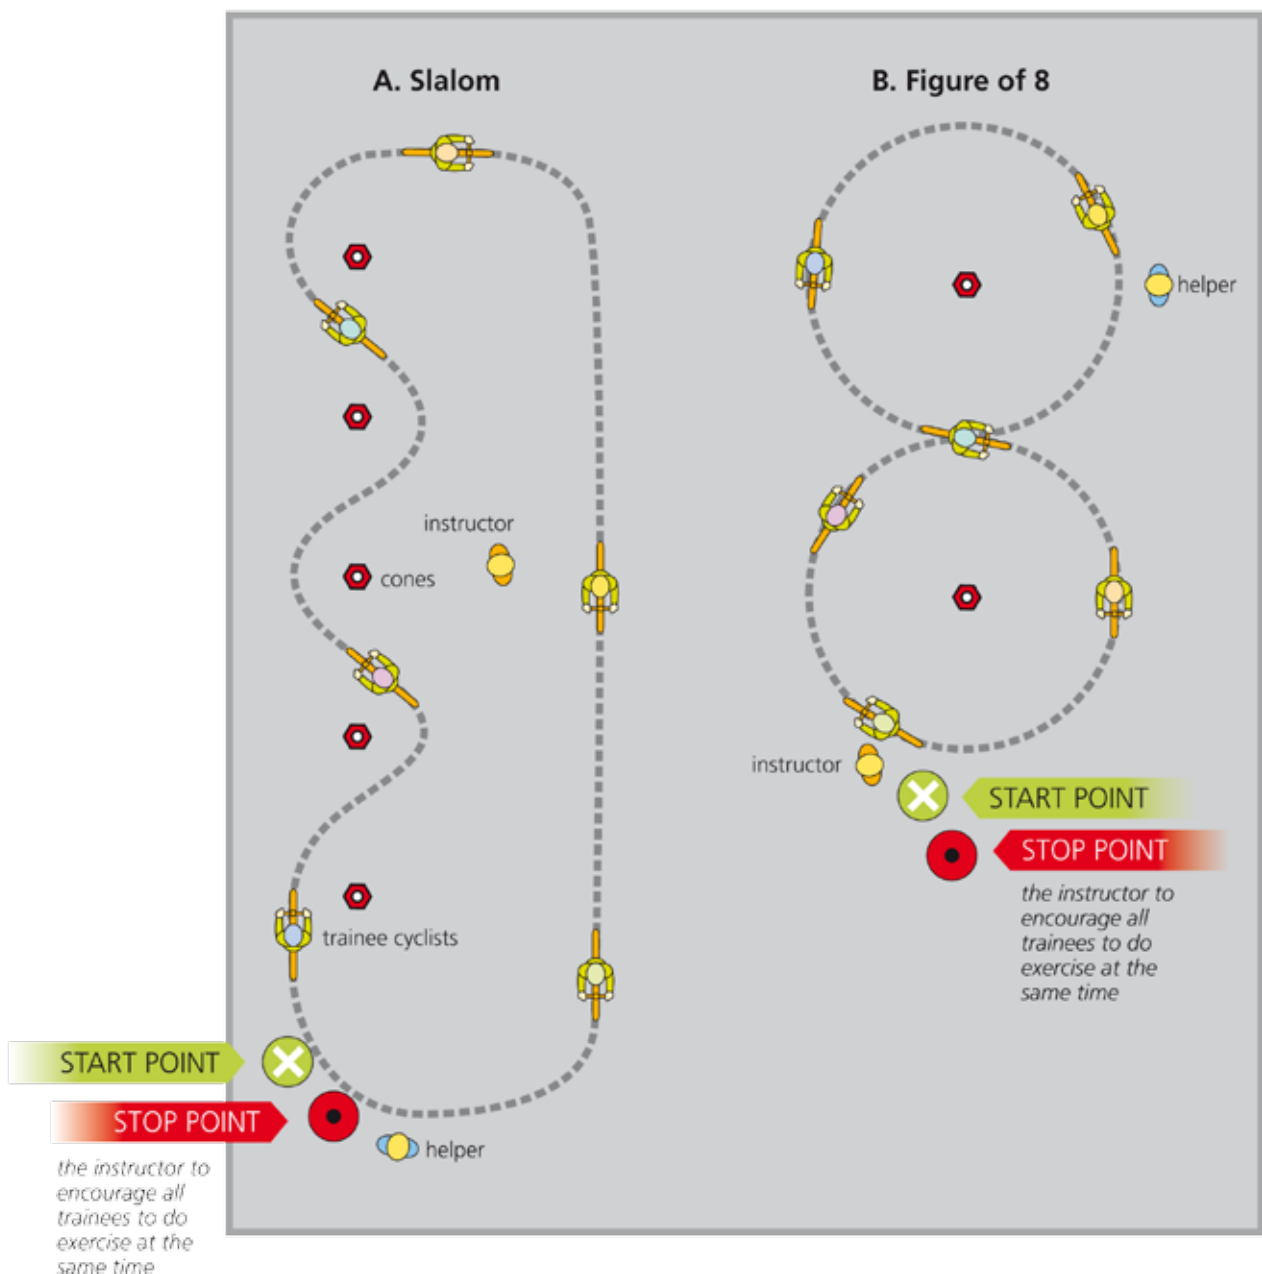 A. Slalom
B. Figure of 8
helper
instructor
cones
instructor
START POINT
STOP POINT
the instructor to
encourage all
trainees to do
exercise at the
same time
trainee cyclists
START POINT
STOP POINT
helper
the instructor to
encourage all
trainees to do
exercise at the
same time